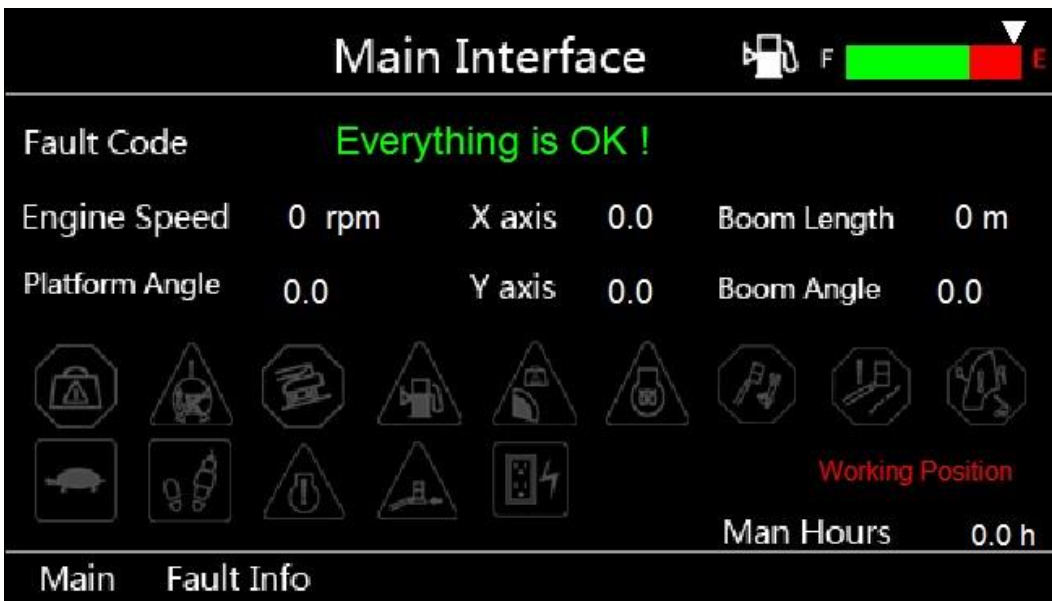 Main Interface F E
Fault Code Everything is OK !
Engine Speed 0 rpm X axis 0.0 Boom Length 0 m
Platform Angle 0.0 Y axis 0.0 Boom Angle 0.0
Working Position
Man Hours 0.0 h
Main Fault Info